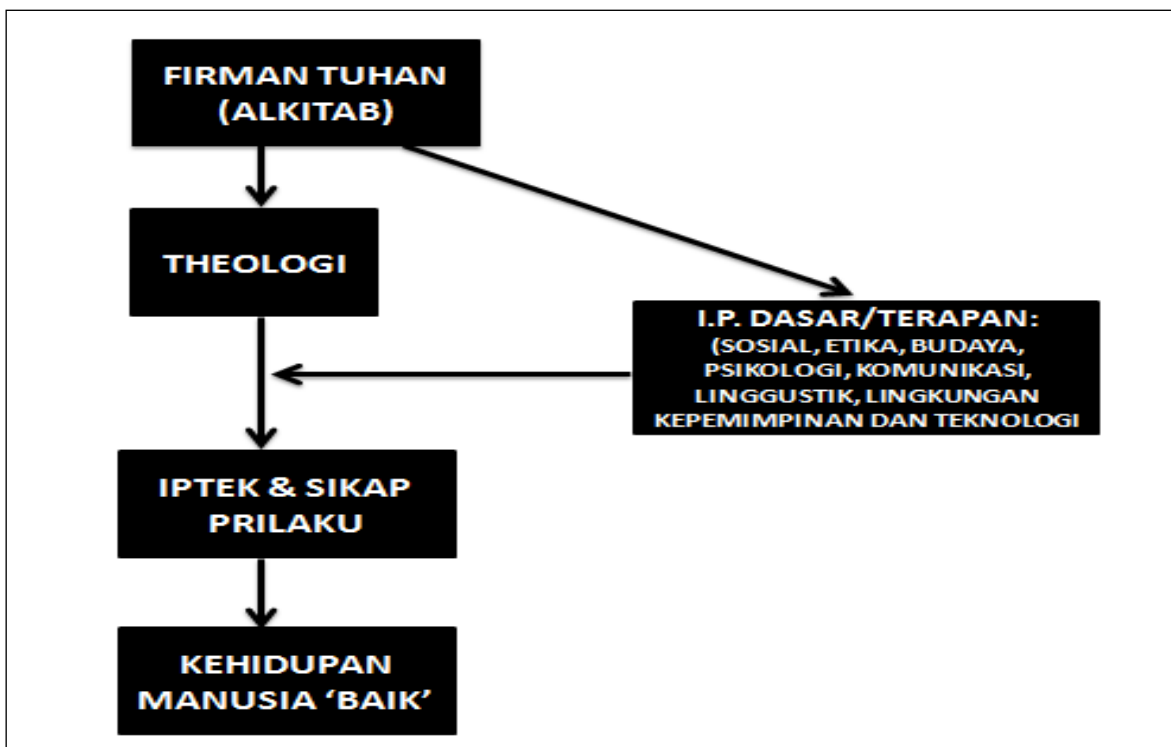 FIRMAN TUHAN
(ALKITAB)
THEOLOGI
I.P. DASAR/TERAPAN:
(SOSIAL, ETIKA, BUDAYA,
PSIKOLOGI, KOMUNIKASI,
LINGGUSTIK, LINGKUNGAN
KEPEMIMPINAN DAN TEKNOLOGI
IPTEK & SIKAP
PRILAKU
KEHIDUPAN
MANUSIA ‘BAIK’